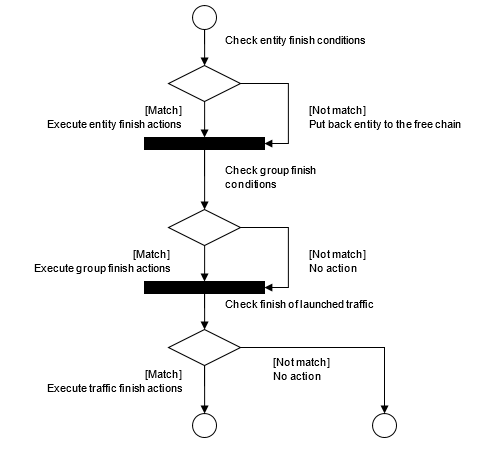 Check entity finish conditions
[Match]
Execute entity finish actions
[Not match]
Put back entity to the free chain
Check group finish
conditions
[Match]
Execute group finish actions
[Not match]
No action
Check finish of launched traffic
[Match]
Execute traffic finish actions
[Not match]
No action